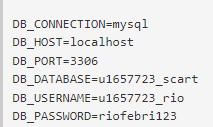 DB_CONNECTION=mysql
DB_HOST=localhost
DB_PORT=3306
DB_DATABASE=u1657723_scart
DB_USERNAME=u1657723_rio
DB_PASSWORD=riofebri123